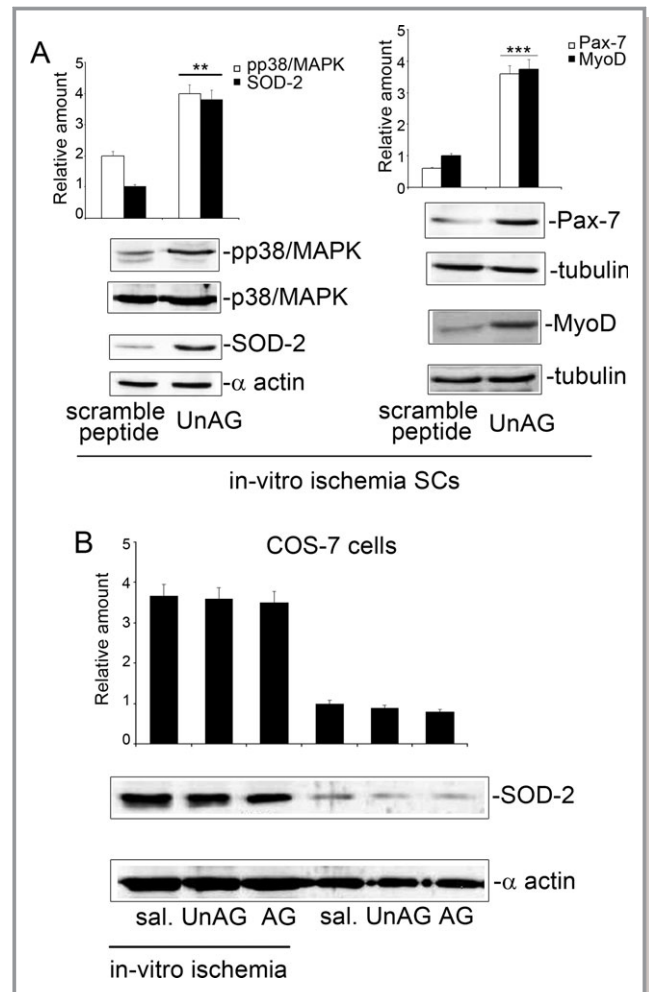 A
pp38/MAPK
SOD-2
**
Relative amount
5
4
3
2
1
0
-pp38/MAPK
-p38/MAPK
-SOD-2
-α actin
scramble
peptide
UnAG
Pax-7
MyoD
***
Relative amount
5
4
3
2
1
0
-Pax-7
-tubulin
-MyoD
-tubulin
scramble
peptide
UnAG
in-vitro ischemia SCs
B
COS-7 cells
Relative amount
5
4
3
2
1
0
-SOD-2
-α actin
sal. UnAG AG sal. UnAG AG
in-vitro ischemia